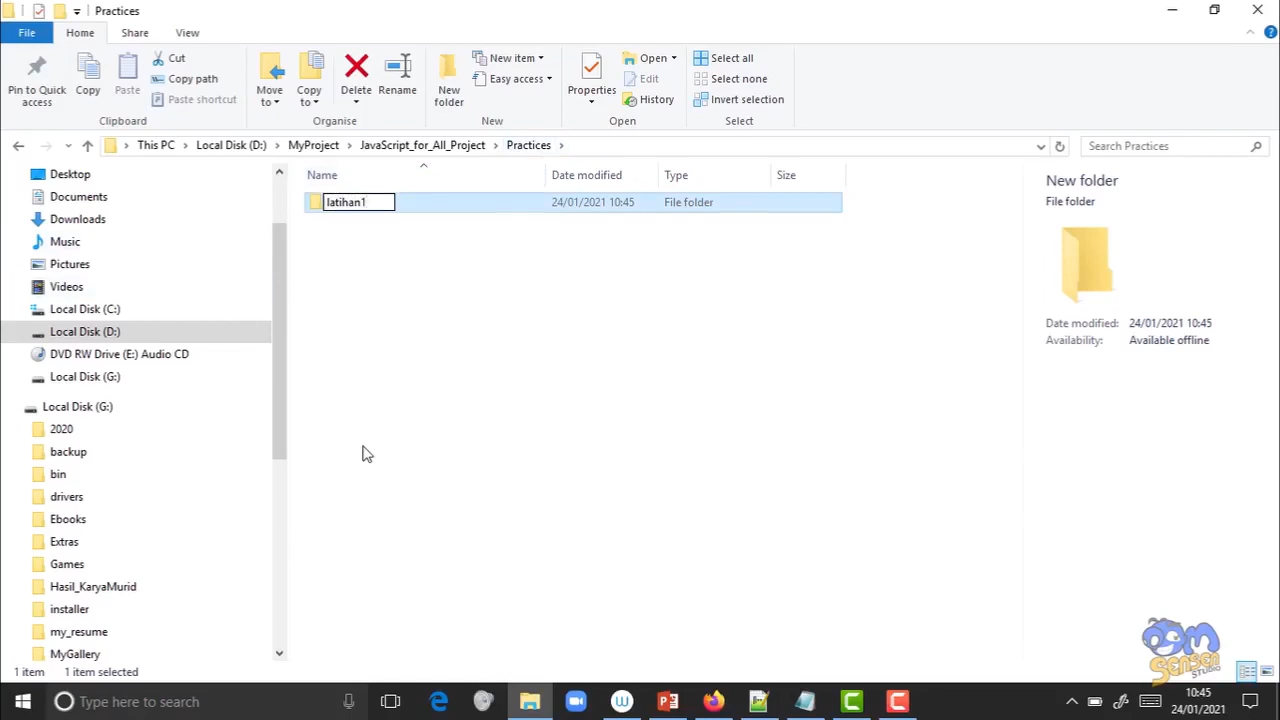 Practices
File
Home
Share
View
Pin to Quick access
Copy
Paste
Cut
Copy path
Paste shortcut
Clipboard
Move to
Copy to
Delete
Rename
Organise
New folder
New item
Easy access
New
Properties
Open
Edit
History
Open
Select all
Select none
Invert selection
Select
This PC > Local Disk (D:) > MyProject > JavaScript_for_All_Project > Practices >
Search Practices
Desktop
Documents
Downloads
Music
Pictures
Videos
Local Disk (C:)
Local Disk (D:)
DVD RW Drive (E:) Audio CD
Local Disk (G:)
Local Disk (G:)
2020
backup
bin
drivers
Ebooks
Extras
Games
Hasil_KaryaMurid
installer
my_resume
MyGallery
Name Date modified Type Size
latihan1 24/01/2021 10:45 File folder
New folder
File folder
Date modified: 24/01/2021 10:45
Availability: Available offline
1 item 1 item selected
OOM
SENSEN
STUDIO
Type here to search
10:45
24/01/2021